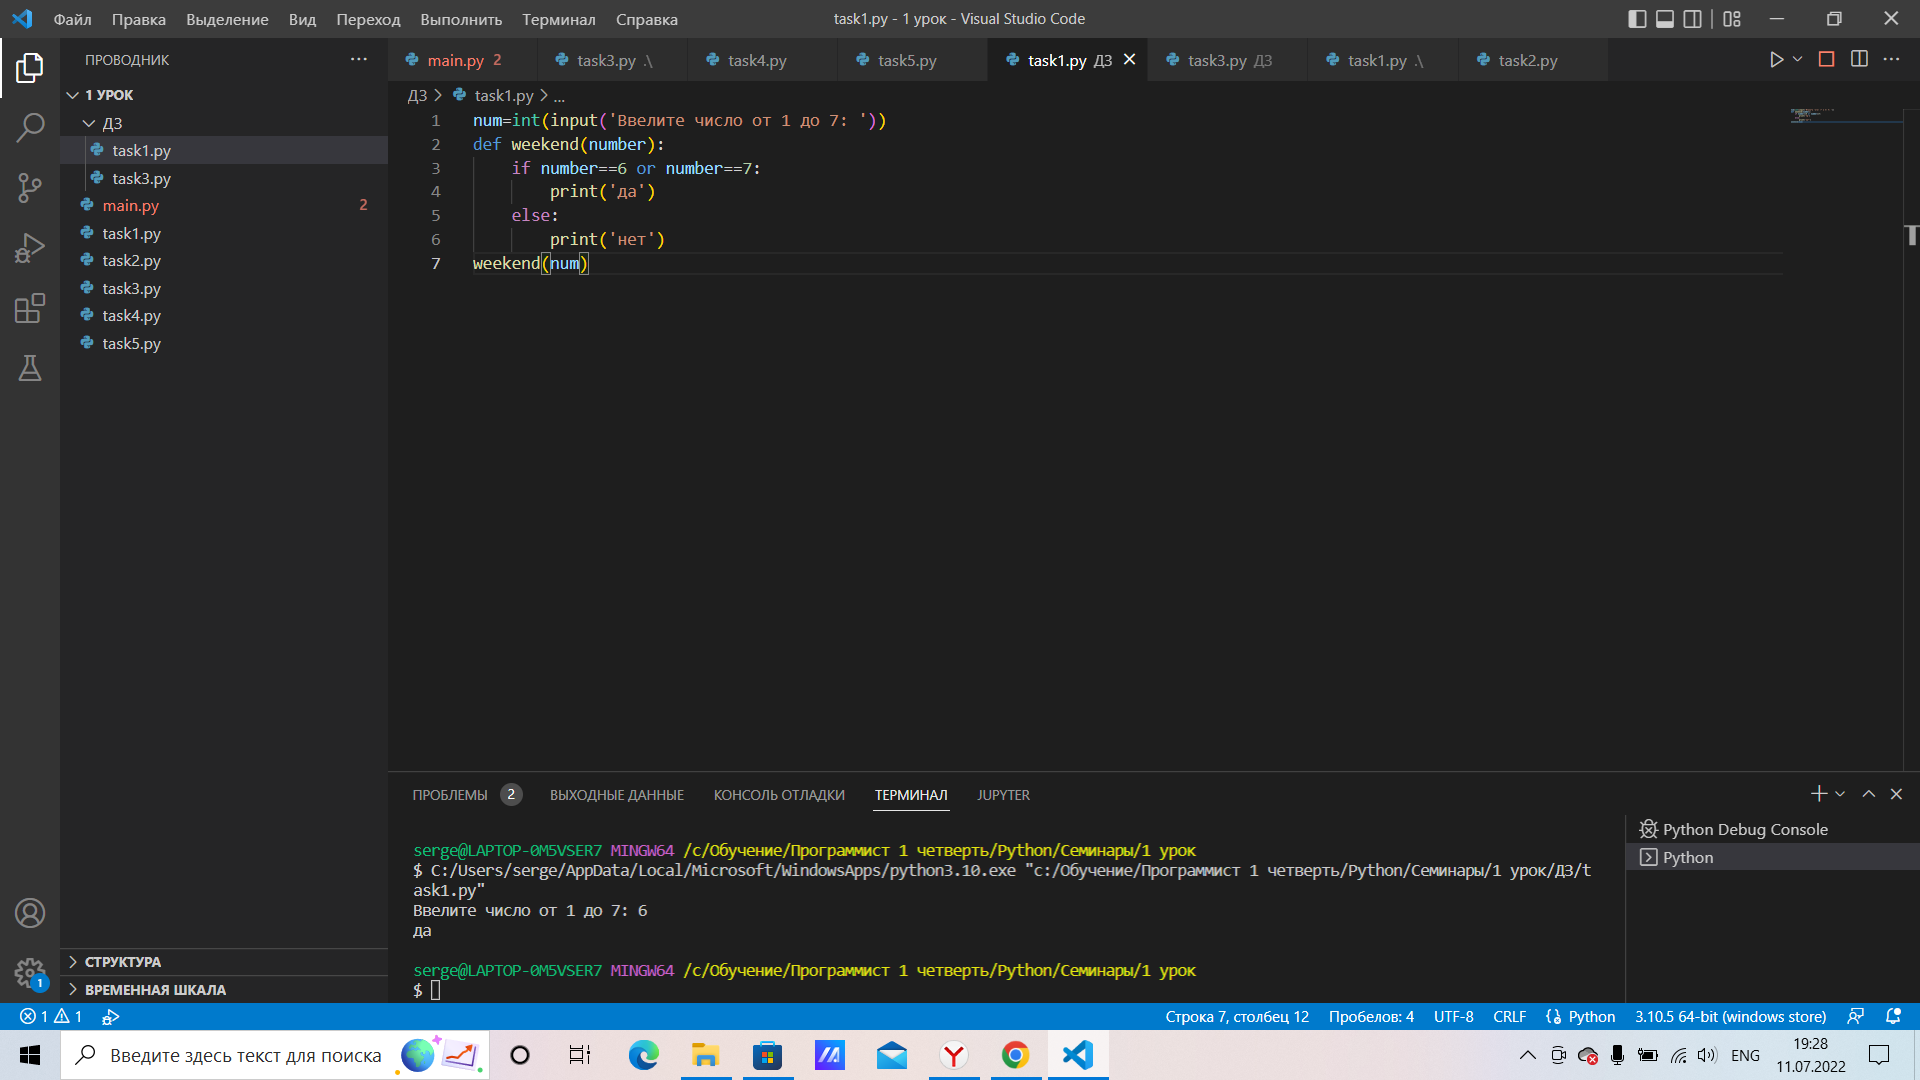 Файл Правка Выделение Вид Переход Выполнить Терминал Справка task1.py - 1 урок - Visual Studio Code
ПРОВОДНИК
main.py 2 task3.py .\ task4.py task5.py task1.py ДЗ task3.py ДЗ task1.py .\ task2.py
1 УРОК
ДЗ
task1.py
task3.py
main.py 2
task1.py
task2.py
task3.py
task4.py
task5.py
СТРУКТУРА
ВРЕМЕННАЯ ШКАЛА
1
ДЗ > task1.py > ...
1 num=int(input('Ввелите число от 1 до 7: '))
2 def weekend(number):
3 if number==6 or number==7:
4 print('да')
5 else:
6 print('нет')
7 weekend(num)
ПРОБЛЕМЫ 2 ВЫХОДНЫЕ ДАННЫЕ КОНСОЛЬ ОТЛАДКИ ТЕРМИНАЛ JUPYTER
serge@LAPTOP-0M5VSER7 MINGW64 /c/Обучение/Программист 1 четверть/Python/Семинары/1 урок
$ C:/Users/serge/AppData/Local/Microsoft/WindowsApps/python3.10.exe "c:/Обучение/Программист 1 четверть/Python/Семинары/1 урок/ДЗ/t
ask1.py"
Ввелите число от 1 до 7: 6
да
serge@LAPTOP-0M5VSER7 MINGW64 /c/Обучение/Программист 1 четверть/Python/Семинары/1 урок
$
Python Debug Console
Python
1 1 Строка 7, столбец 12 Пробелов: 4 UTF-8 CRLF Python 3.10.5 64-bit (windows store)
Введите здесь текст для поиска
ENG
19:28
11.07.2022